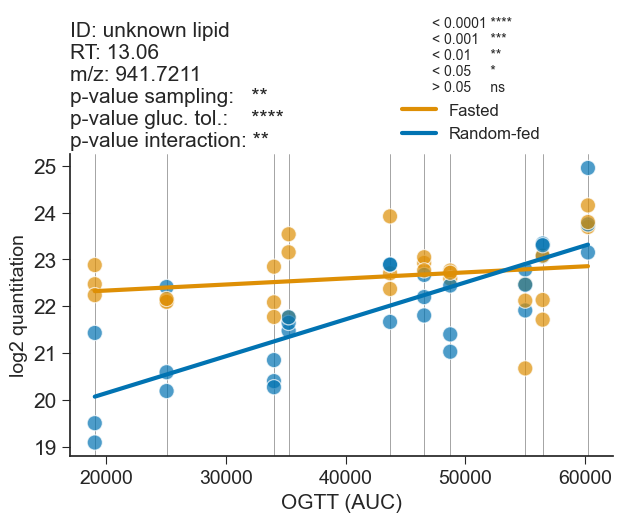 ID: unknown lipid
RT: 13.06
m/z: 941.7211
p-value sampling: **
p-value gluc. tol.: ****
p-value interaction: **
< 0.0001 ****
< 0.001 ***
< 0.01 **
< 0.05 *
> 0.05 ns
Fasted
Random-fed
log2 quantitation
25
24
23
22
21
20
19
20000 30000 40000 50000 60000
OGTT (AUC)